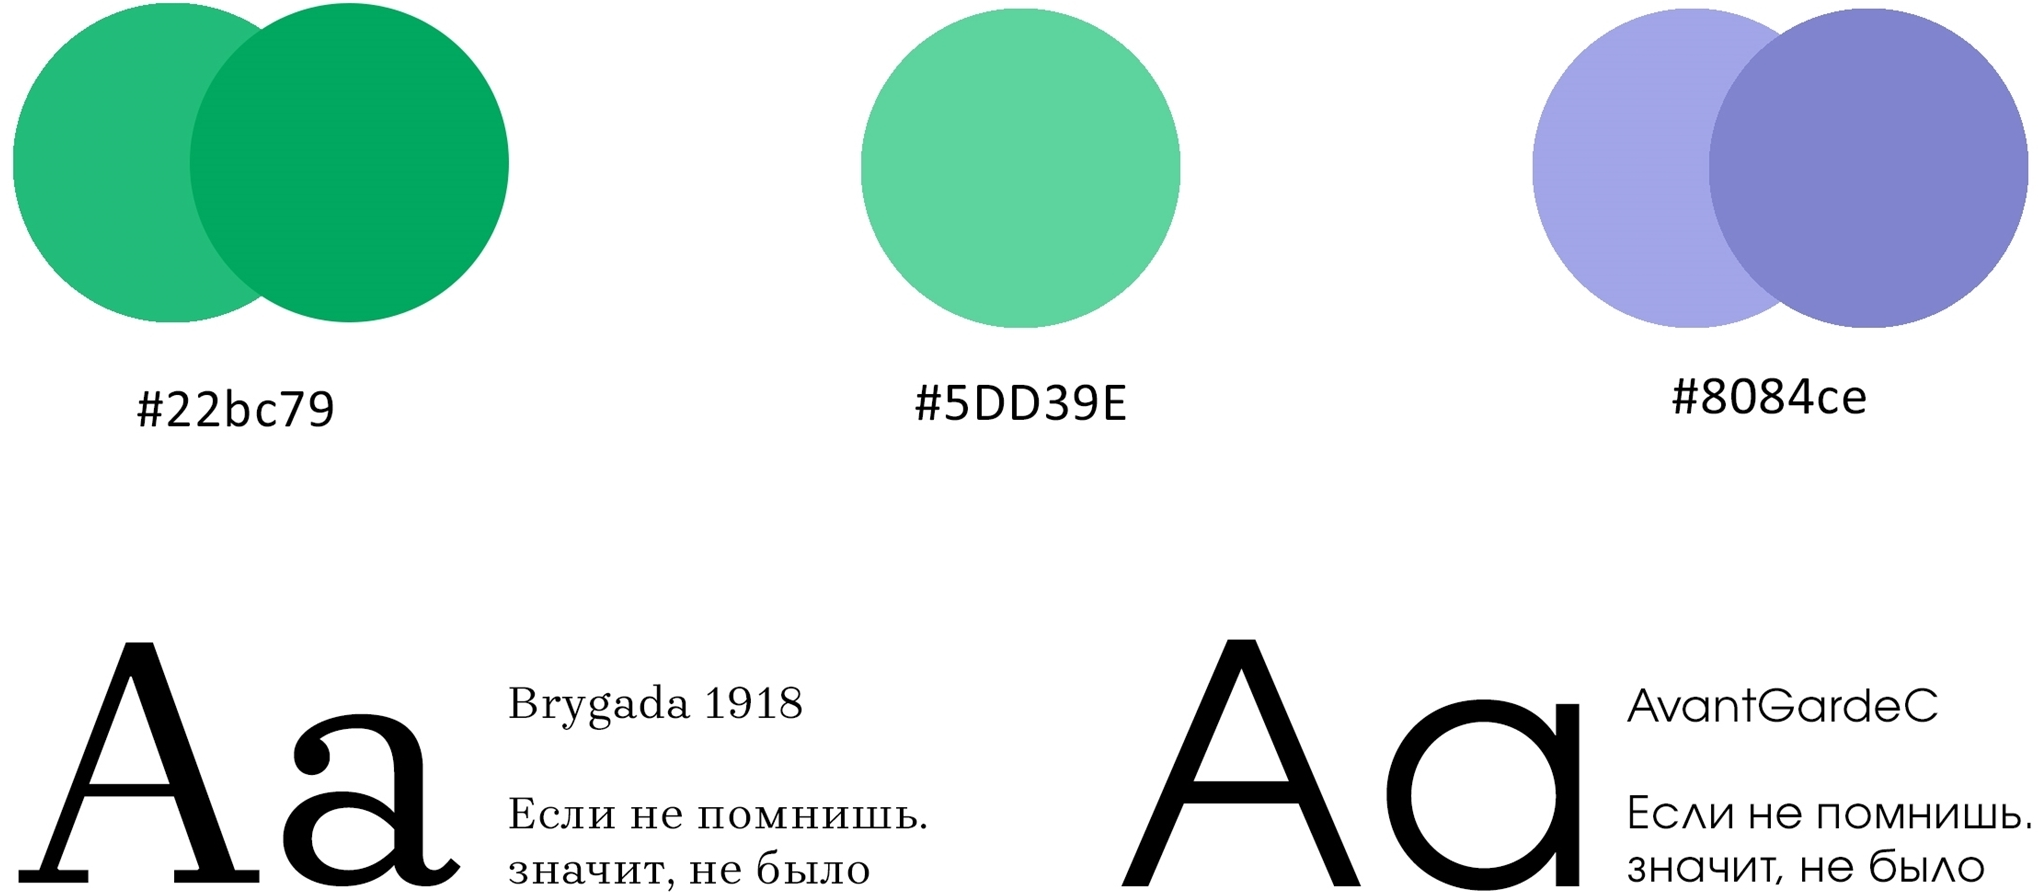 #22bc79
#5DD39E
#8084ce
Aa
Brygada 1918
Если не помнишь.
значит, не было
Aa
AvantGardeC
Если не помнишь.
значит, не было